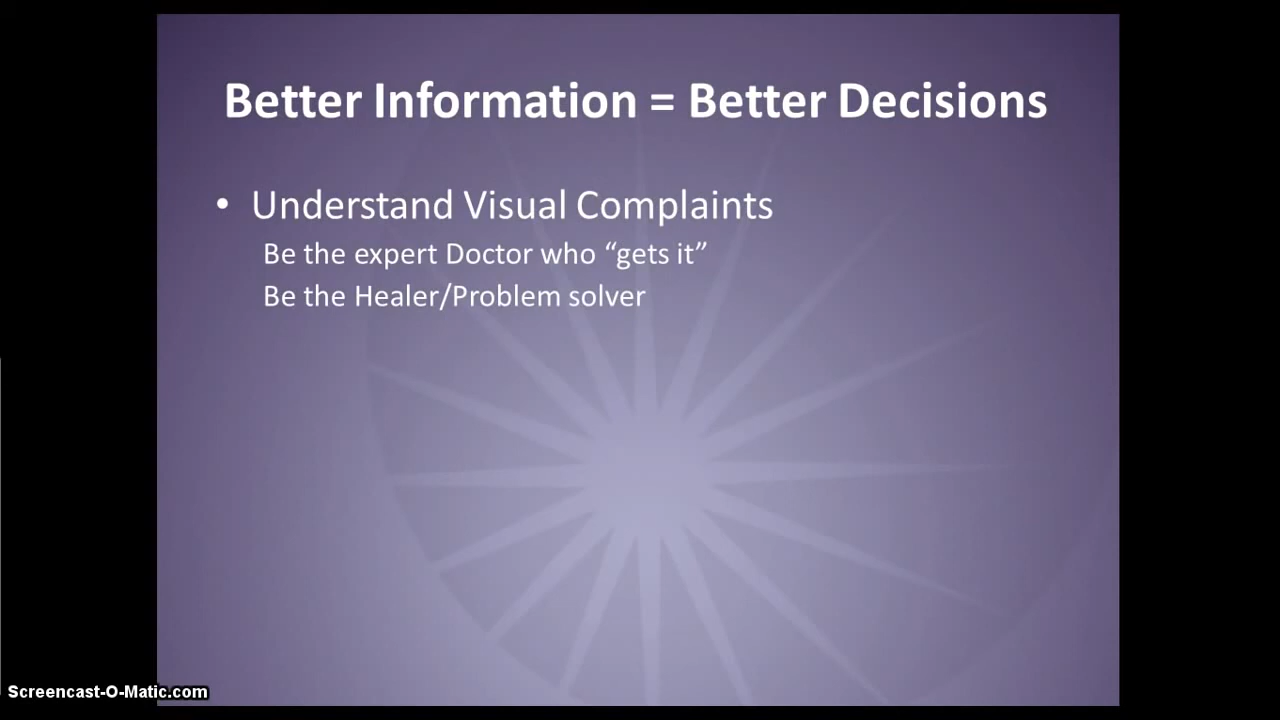 Better Information = Better Decisions
• Understand Visual Complaints
Be the expert Doctor who “gets it”
Be the Healer/Problem solver
Screencast-O-Matic.com